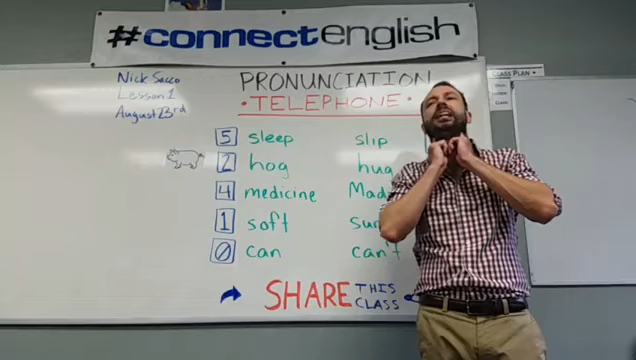 #connectenglish
CLASS PLAN
Nick Sacco
Lesson 1
August 23rd
PRONUNCIATION
• TELEPHONE •
5 sleep slip
2 hog hug
4 medicine
1 soft
0 can can't
SHARE THIS CLASS